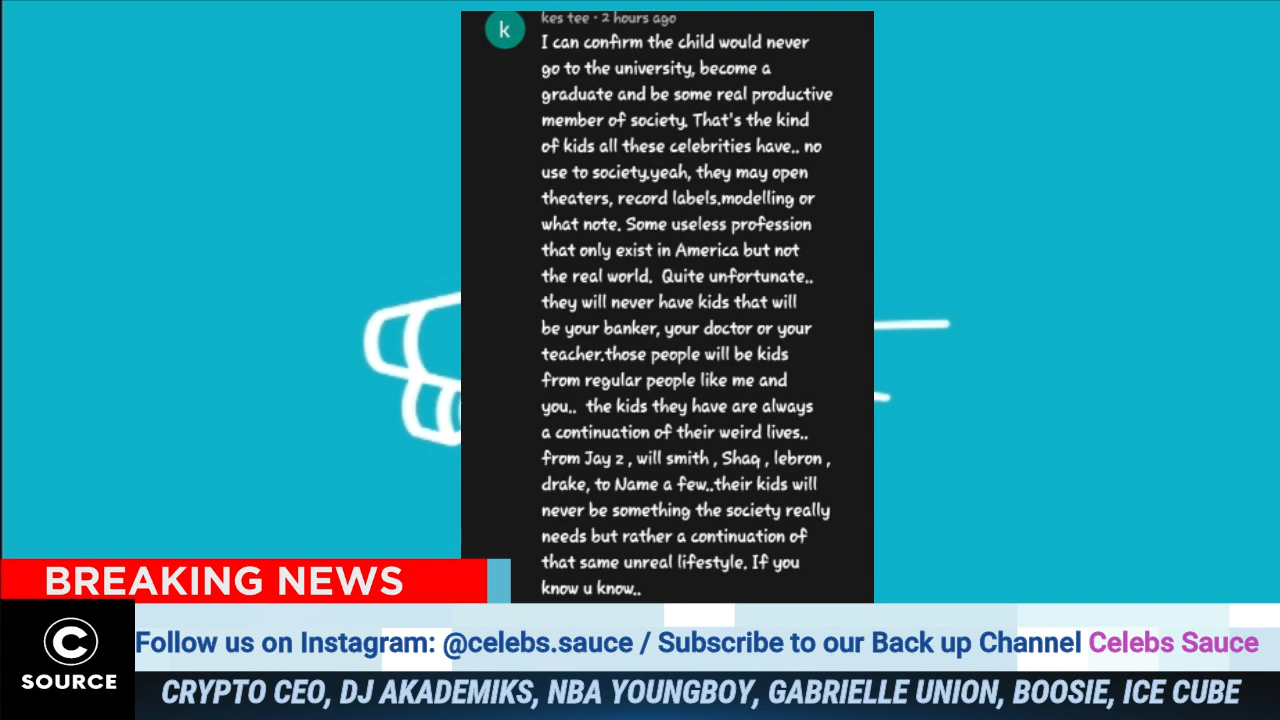 k
kes tee • 2 hours ago
I can confirm the child would never
go to the university, become a
graduate and be some real productive
member of society. That's the kind
of kids all these celebrities have.. no
use to society.yeah, they may open
theaters, record labels.modelling or
what note. Some useless profession
that only exist in America but not
the real world.  Quite unfortunate..
they will never have kids that will
be your banker, your doctor or your
teacher.those people will be kids
from regular people like me and
you..  the kids they have are always
a continuation of their weird lives..
from Jay z , will smith , Shaq , lebron ,
drake, to Name a few..their kids will
never be something the society really
needs but rather a continuation of
that same unreal lifestyle. If you
know u know..
BREAKING NEWS
C
SOURCE
Follow us on Instagram: @celebs.sauce / Subscribe to our Back up Channel Celebs Sauce
CRYPTO CEO, DJ AKADEMIKS, NBA YOUNGBOY, GABRIELLE UNION, BOOSIE, ICE CUBE